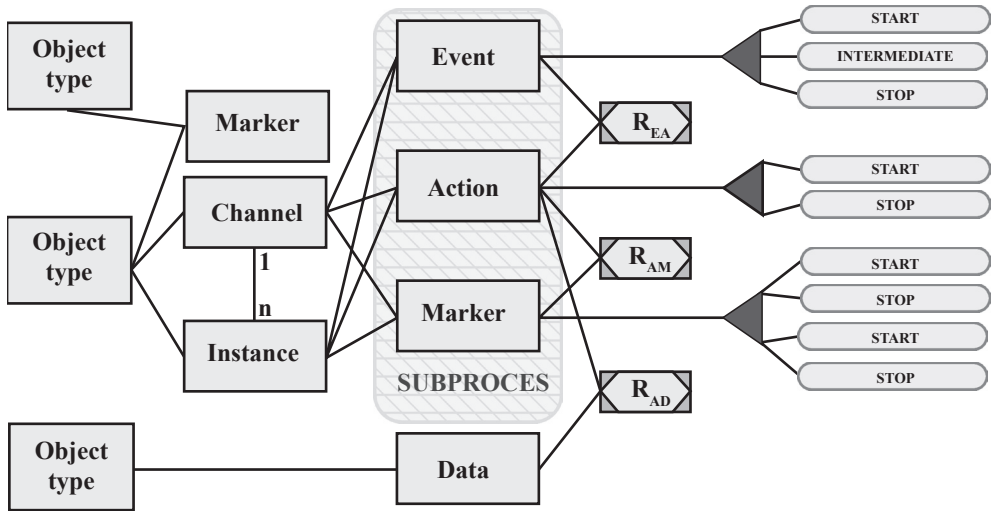 Object
type
Marker
Object
type
Channel
1
n
Instance
Object
type
Event
Action
Marker
SUBPROCES
Data
R_EA
R_AM
R_AD
START
INTERMEDIATE
STOP
START
STOP
START
STOP
START
STOP